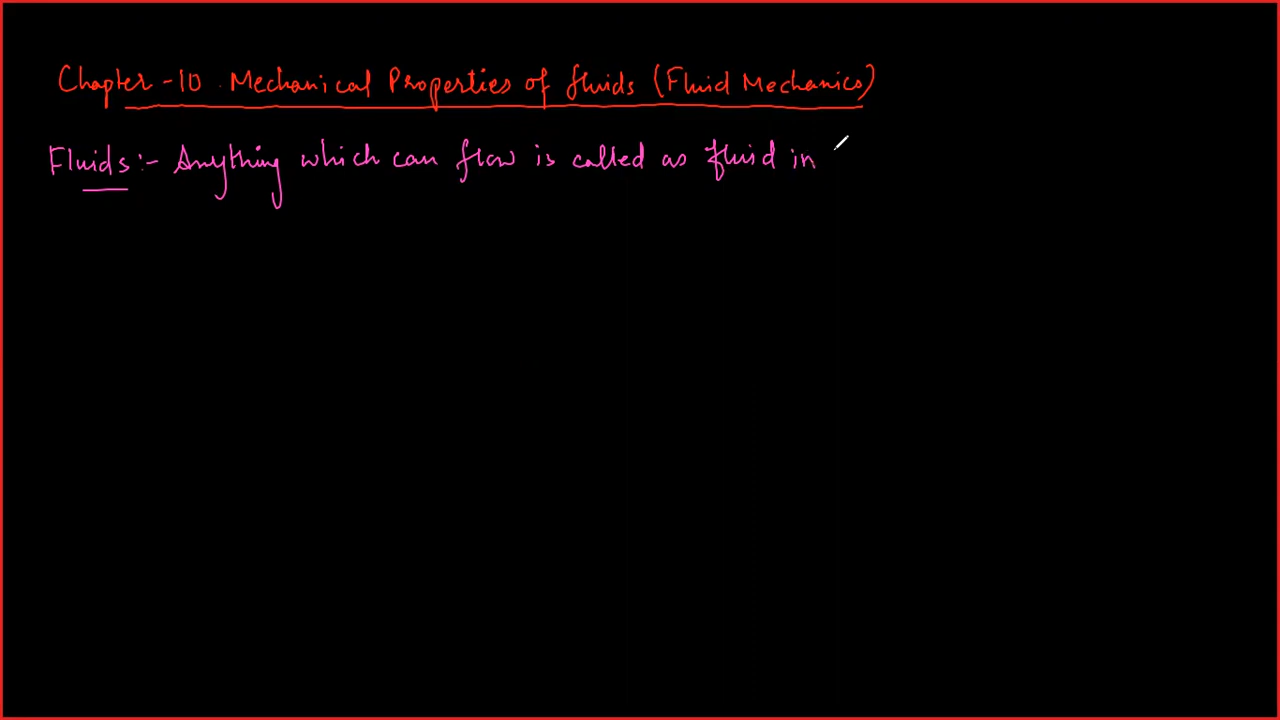 Chapter-10. Mechanical Properties of fluids (Fluid Mechanics)
Fluids:- Anything which can flow is called as fluid in